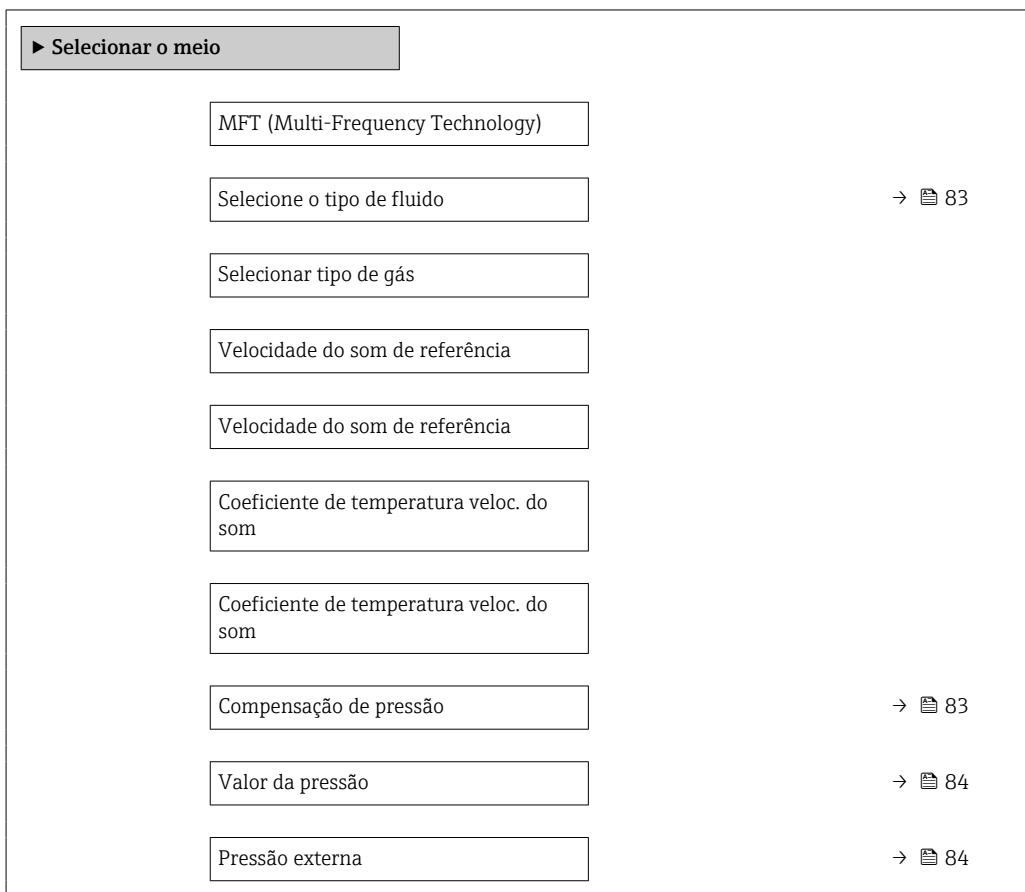 ▶ Selecionar o meio
MFT (Multi-Frequency Technology)
Selecione o tipo de fluido → 83
Selecionar tipo de gás
Velocidade do som de referência
Velocidade do som de referência
Coeficiente de temperatura veloc. do
som
Coeficiente de temperatura veloc. do
som
Compensação de pressão → 83
Valor da pressão → 84
Pressão externa → 84